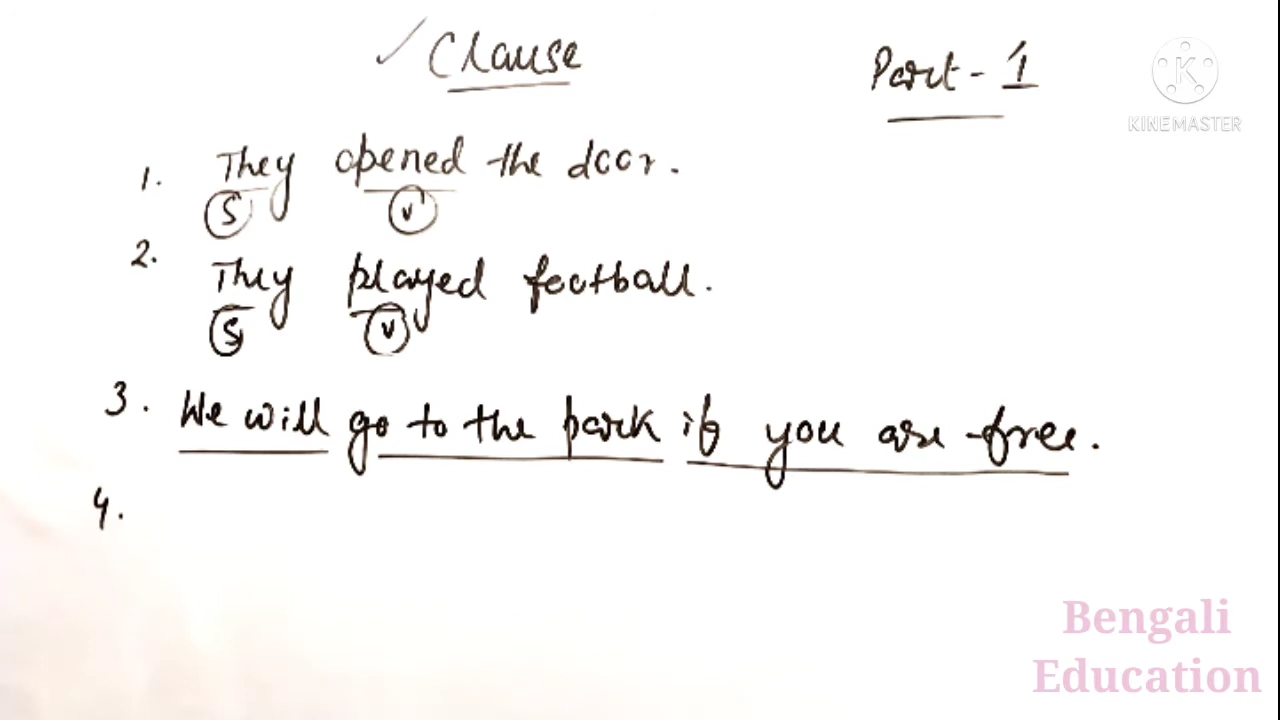 ✓ Clause
Part - 1
KINEMASTER
1. They opened the door.
S V
2. They played football.
S V
3. We will go to the park if you are free.
4.
Bengali
Education